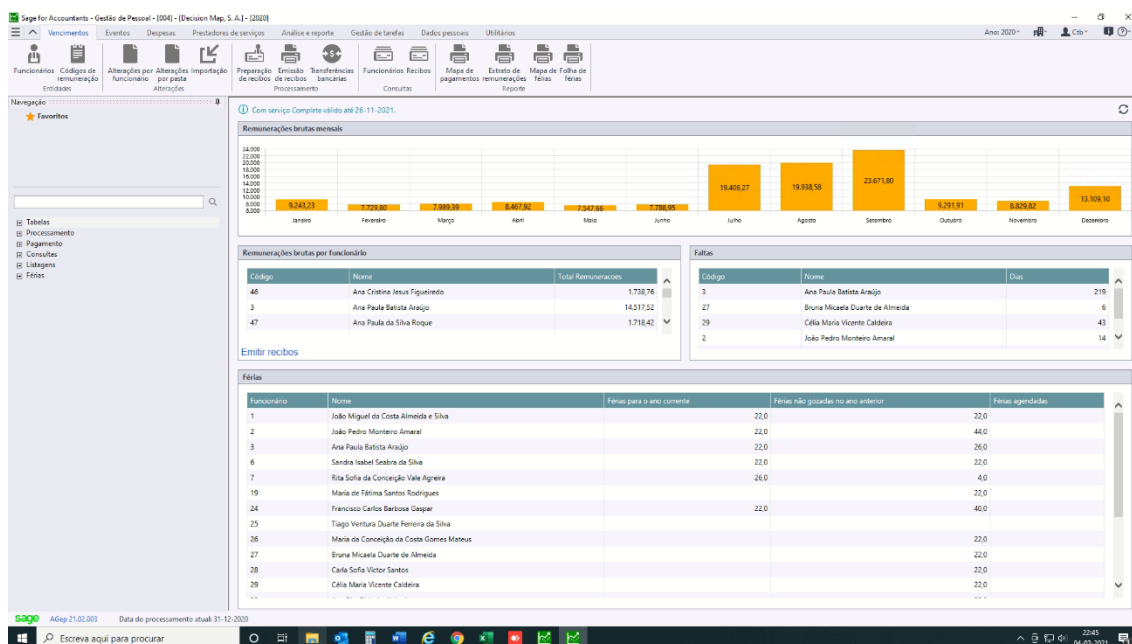 Sage for Accountants - Gestão de Pessoal - [004] - [Decision Map, S. A.] - [2020]
Vencimentos Eventos Despesas Prestadores de serviços Análise e reporte Gestão de tarefas Dados pessoais Utilitários Ano: 2020 Ctb
Funcionários Códigos de remuneração Alterações por funcionário Alterações por pasta Importação Preparação de recibos Emissão de recibos Transferências bancárias Funcionários Recibos Mapa de pagamentos Extrato de remunerações Mapa de férias Folha de férias
Entidades Alterações Processamento Consultas Reporte
Navegação
Favoritos
Tabelas
Processamento
Pagamento
Consultas
Listagens
Férias
Com serviço Complete válido até 26-11-2021.
Remunerações brutas mensais
24.000
22.000
20.000
18.000
16.000
14.000
12.000
10.000
8.000
6.000
9.243,23 7.729,80 7.989,39 8.467,92 7.547,66 7.788,95 19.406,27 19.938,58 23.671,80 9.291,91 8.829,82 13.109,10
Janeiro Fevereiro Março Abril Maio Junho Julho Agosto Setembro Outubro Novembro Dezembro
Remunerações brutas por funcionário
Código Nome Total Remuneracoes
46 Ana Cristina Jesus Figueiredo 1.738,76
3 Ana Paula Batista Araújo 14.517,52
47 Ana Paula da Silva Roque 1.718,42
Emitir recibos
Faltas
Código Nome Dias
3 Ana Paula Batista Araújo 219
27 Bruna Micaela Duarte de Almeida 6
29 Célia Maria Vicente Caldeira 43
2 João Pedro Monteiro Amaral 14
Férias
Funcionário Nome Férias para o ano corrente Férias não gozadas no ano anterior Férias agendadas
1 João Miguel da Costa Almeida e Silva 22,0 22,0
2 João Pedro Monteiro Amaral 22,0 44,0
3 Ana Paula Batista Araújo 22,0 26,0
6 Sandra Isabel Seabra da Silva 22,0 22,0
7 Rita Sofia da Conceição Vale Agreira 26,0 4,0
19 Maria de Fátima Santos Rodrigues 22,0
24 Francisco Carlos Barbosa Gaspar 22,0 40,0
25 Tiago Ventura Duarte Ferreira da Silva
26 Maria da Conceição da Costa Gomes Mateus 22,0
27 Bruna Micaela Duarte de Almeida 22,0
28 Carla Sofia Victor Santos 22,0
29 Célia Maria Vicente Caldeira 22,0
sage AGep 21.02.003 Data do processamento atual: 31-12-2020
Escreva aqui para procurar
22:45
04-02-2021